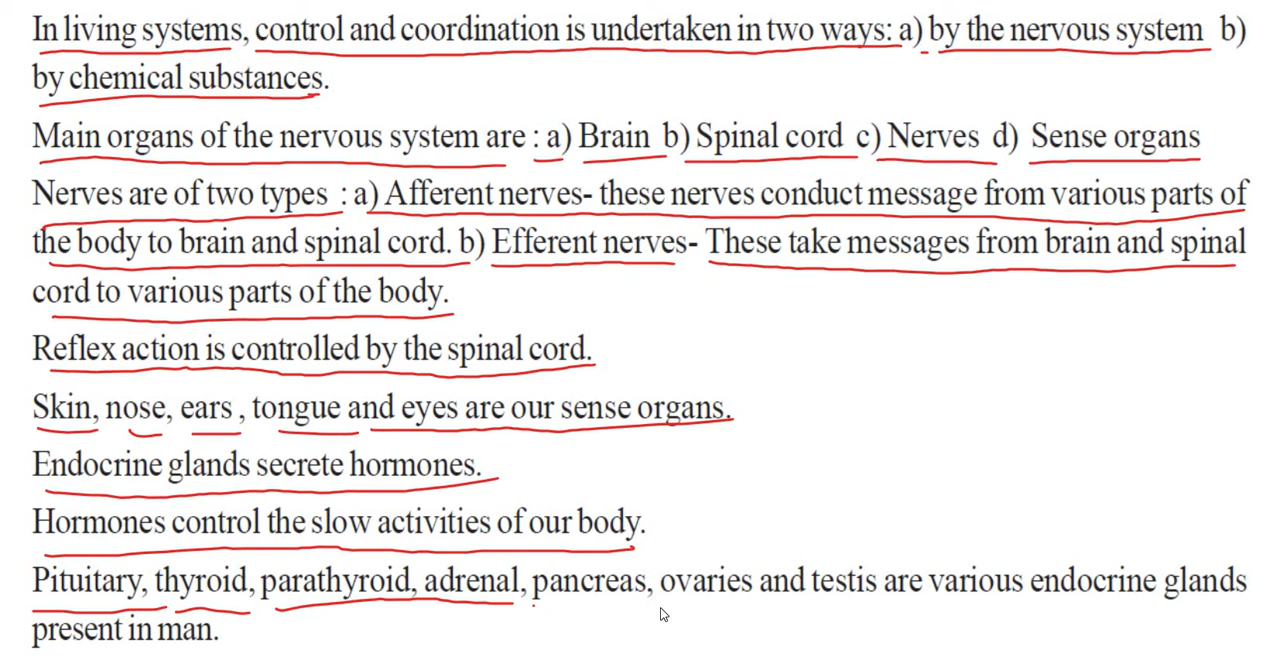 In living systems, control and coordination is undertaken in two ways: a) by the nervous system b)
by chemical substances.
Main organs of the nervous system are : a) Brain b) Spinal cord c) Nerves d) Sense organs
Nerves are of two types : a) Afferent nerves- these nerves conduct message from various parts of
the body to brain and spinal cord. b) Efferent nerves- These take messages from brain and spinal
cord to various parts of the body.
Reflex action is controlled by the spinal cord.
Skin, nose, ears , tongue and eyes are our sense organs.
Endocrine glands secrete hormones.
Hormones control the slow activities of our body.
Pituitary, thyroid, parathyroid, adrenal, pancreas, ovaries and testis are various endocrine glands
present in man.